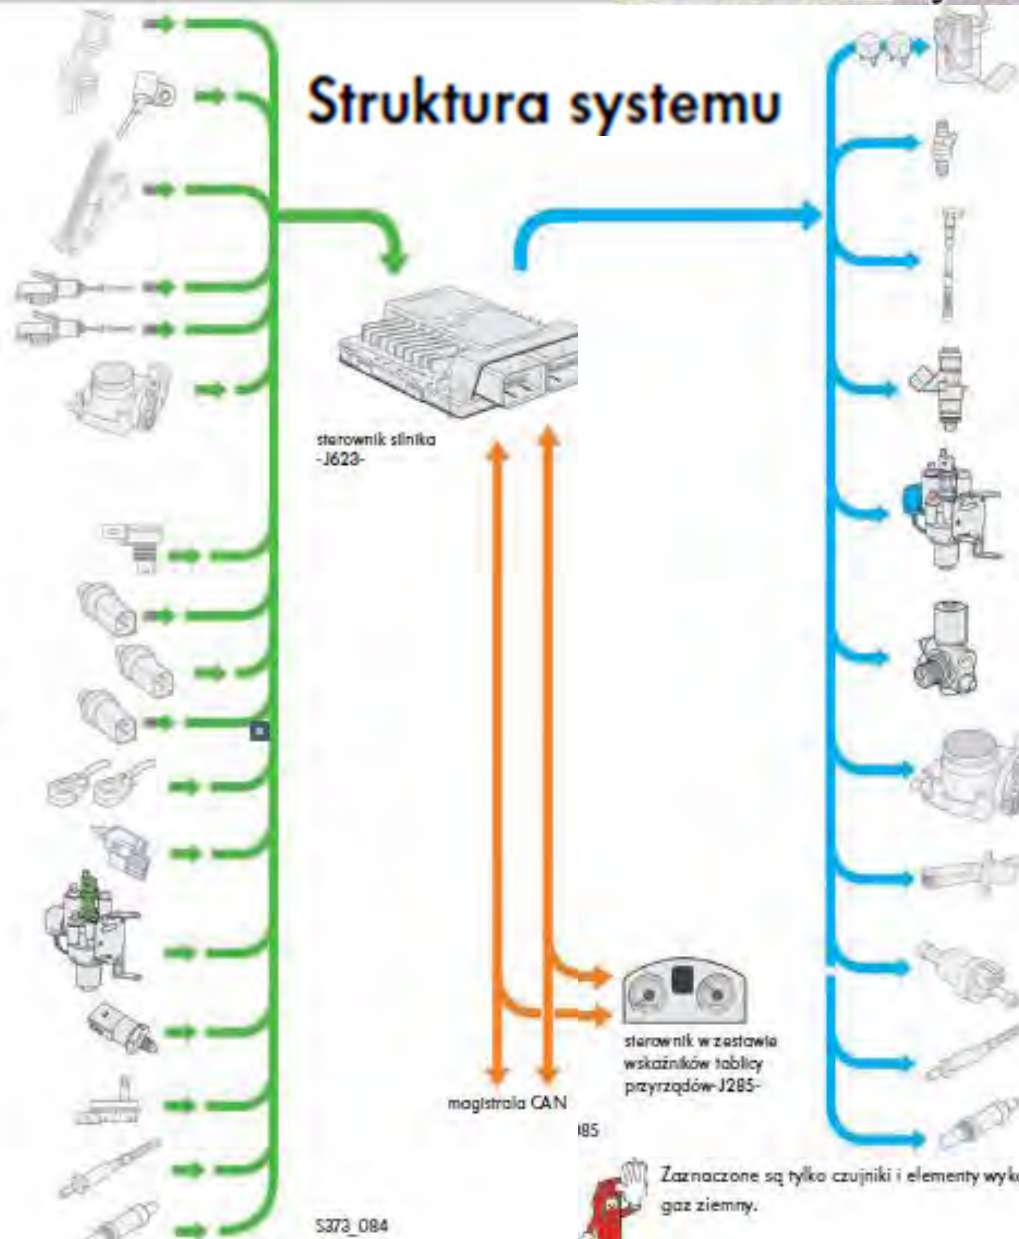 Struktura systemu
sterownik silnika
-J623-
sterownik w zestawie
wskaźników tablicy
przyrządów-J285-
magistrala CAN
085
Zaznaczone są tylko czujniki i elementy wyko
gaz ziemny.
S373_084